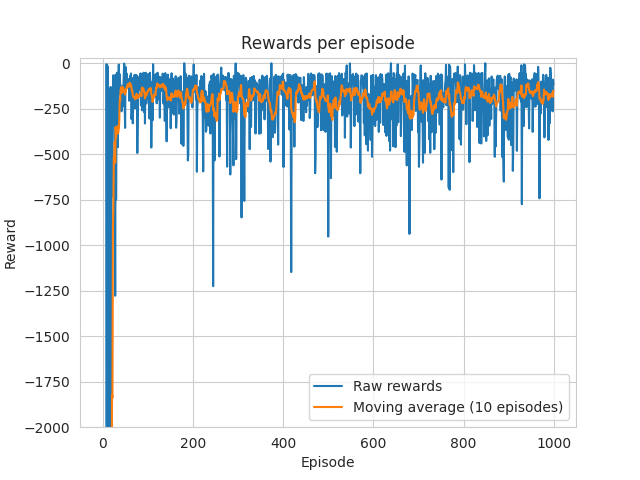 Rewards per episode
0
−250
−500
−750
−1000
−1250
−1500
−1750
−2000
Reward
Raw rewards
Moving average (10 episodes)
0 200 400 600 800 1000
Episode